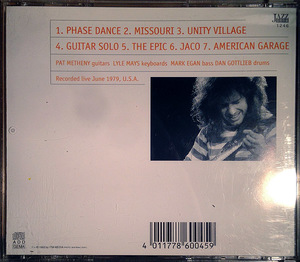 JAZZ
1. PHASE DANCE 2. MISSOURI 3. UNITY VILLAGE
4. GUITAR SOLO 5. THE EPIC 6. JACO 7. AMERICAN GARAGE
PAT METHENY guitars LYLE MAYS keyboards MARK EGAN bass DAN GOTTLIEB drums
Recorded live June 1979, U.S.A.
ADD
4 011778 600459